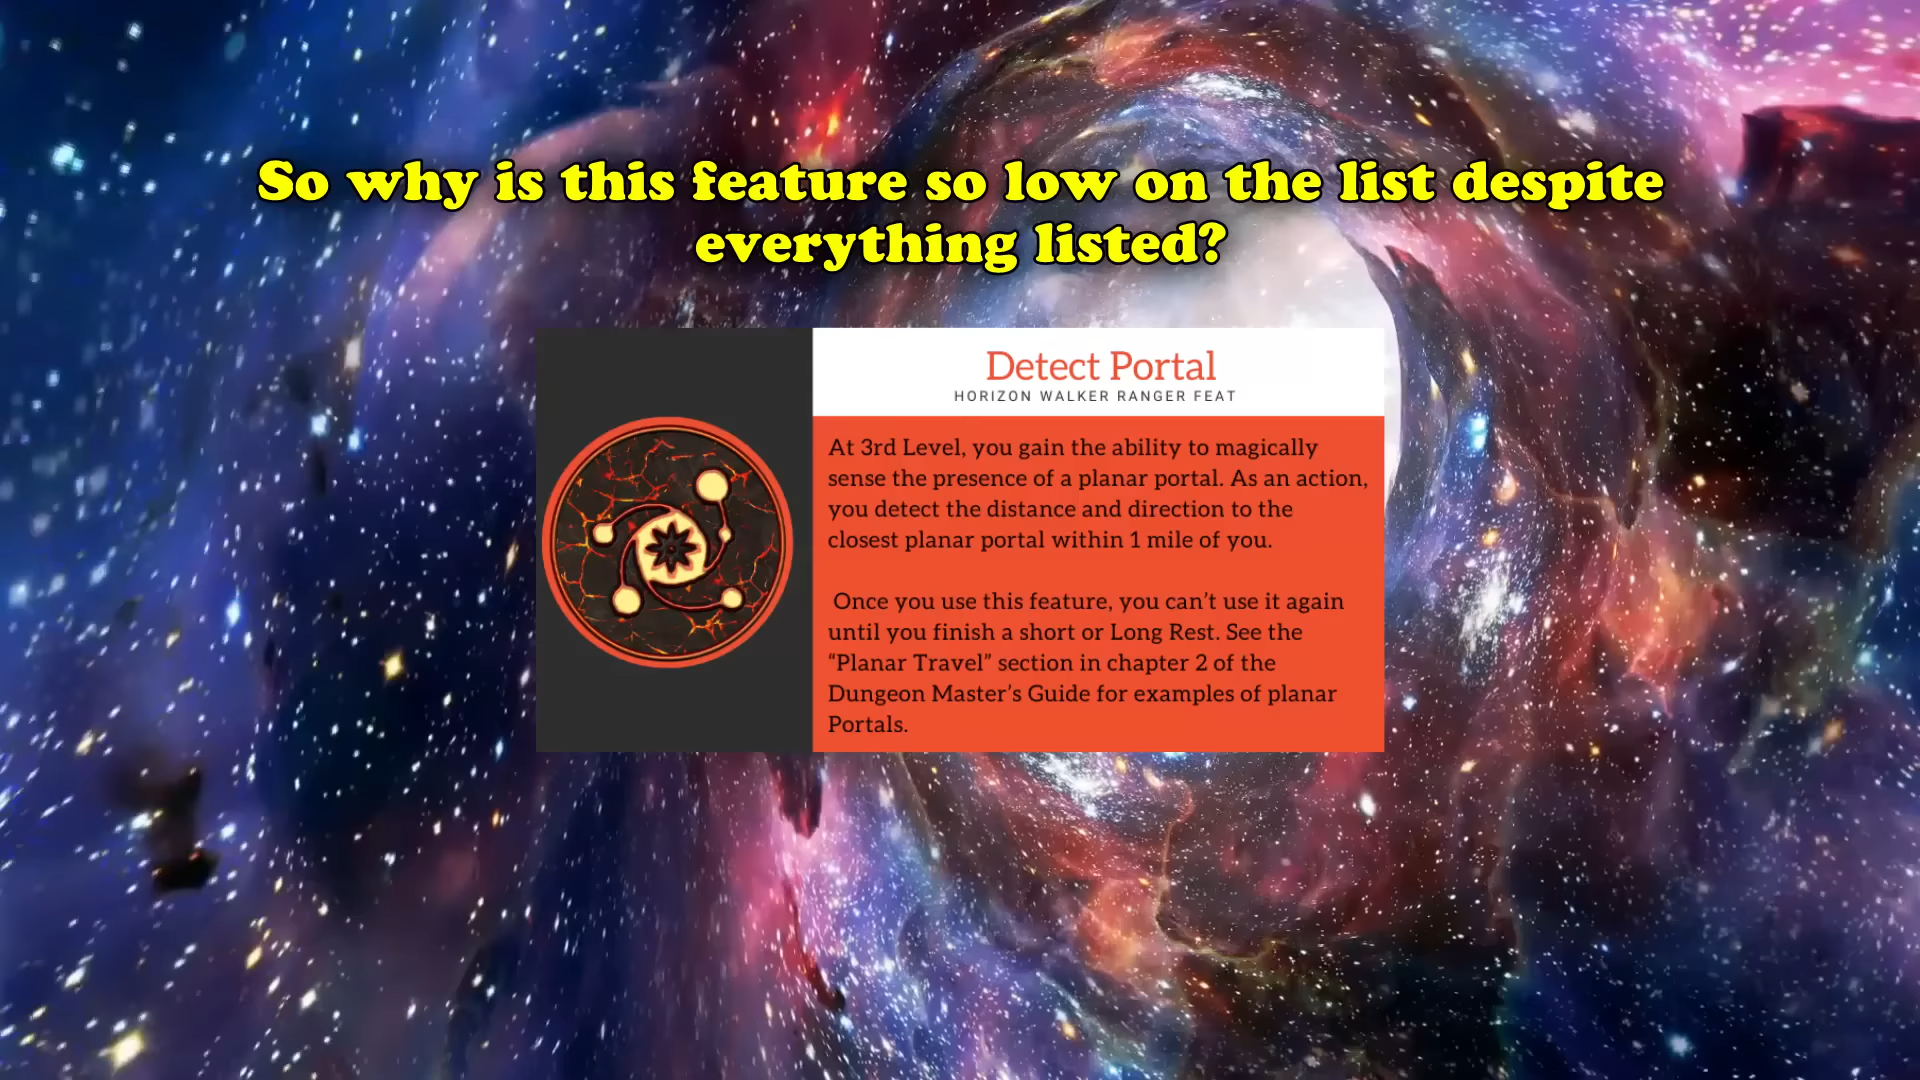 So why is this feature so low on the list despite
everything listed?
Detect Portal
HORIZON WALKER RANGER FEAT
At 3rd Level, you gain the ability to magically
sense the presence of a planar portal. As an action,
you detect the distance and direction to the
closest planar portal within 1 mile of you.
Once you use this feature, you can’t use it again
until you finish a short or Long Rest. See the
“Planar Travel” section in chapter 2 of the
Dungeon Master’s Guide for examples of planar
Portals.